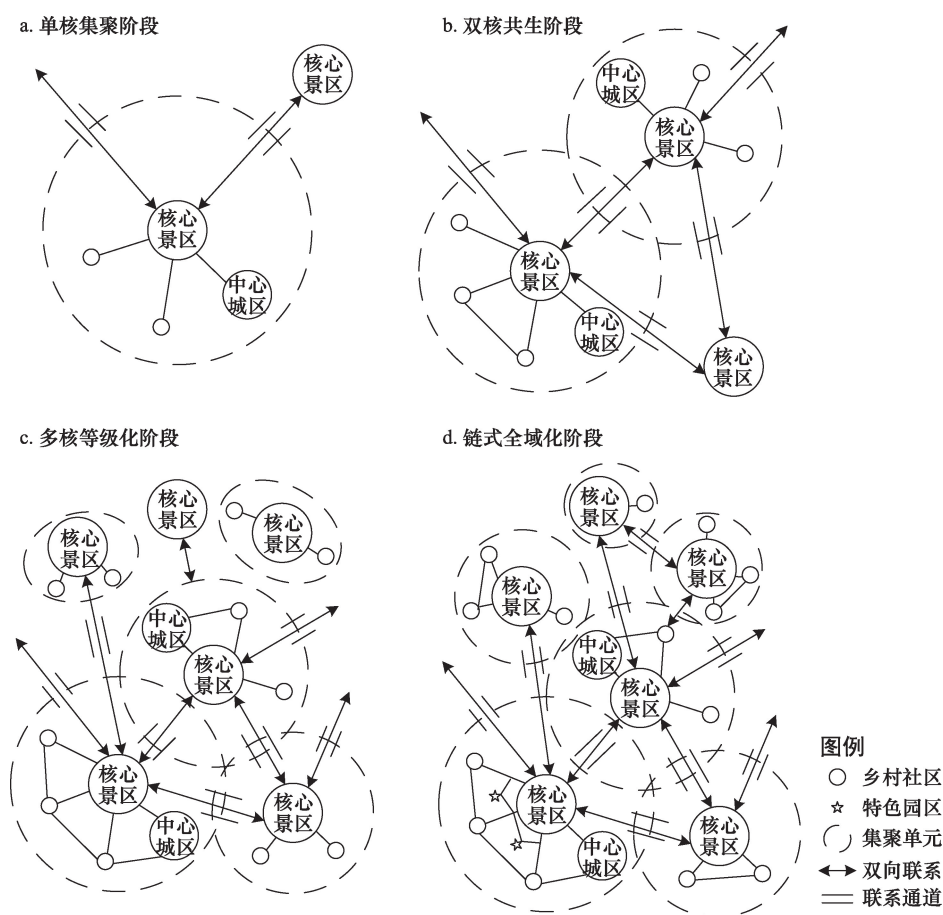 a. 单核集聚阶段
核心
景区
核心
景区
中心
城区
b. 双核共生阶段
中心
城区
核心
景区
核心
景区
中心
城区
核心
景区
c. 多核等级化阶段
核心
景区
核心
景区
核心
景区
中心
城区
核心
景区
核心
景区
中心
城区
核心
景区
d. 链式全域化阶段
核心
景区
核心
景区
核心
景区
中心
城区
核心
景区
核心
景区
中心
城区
核心
景区
图例
乡村社区
特色园区
集聚单元
双向联系
联系通道